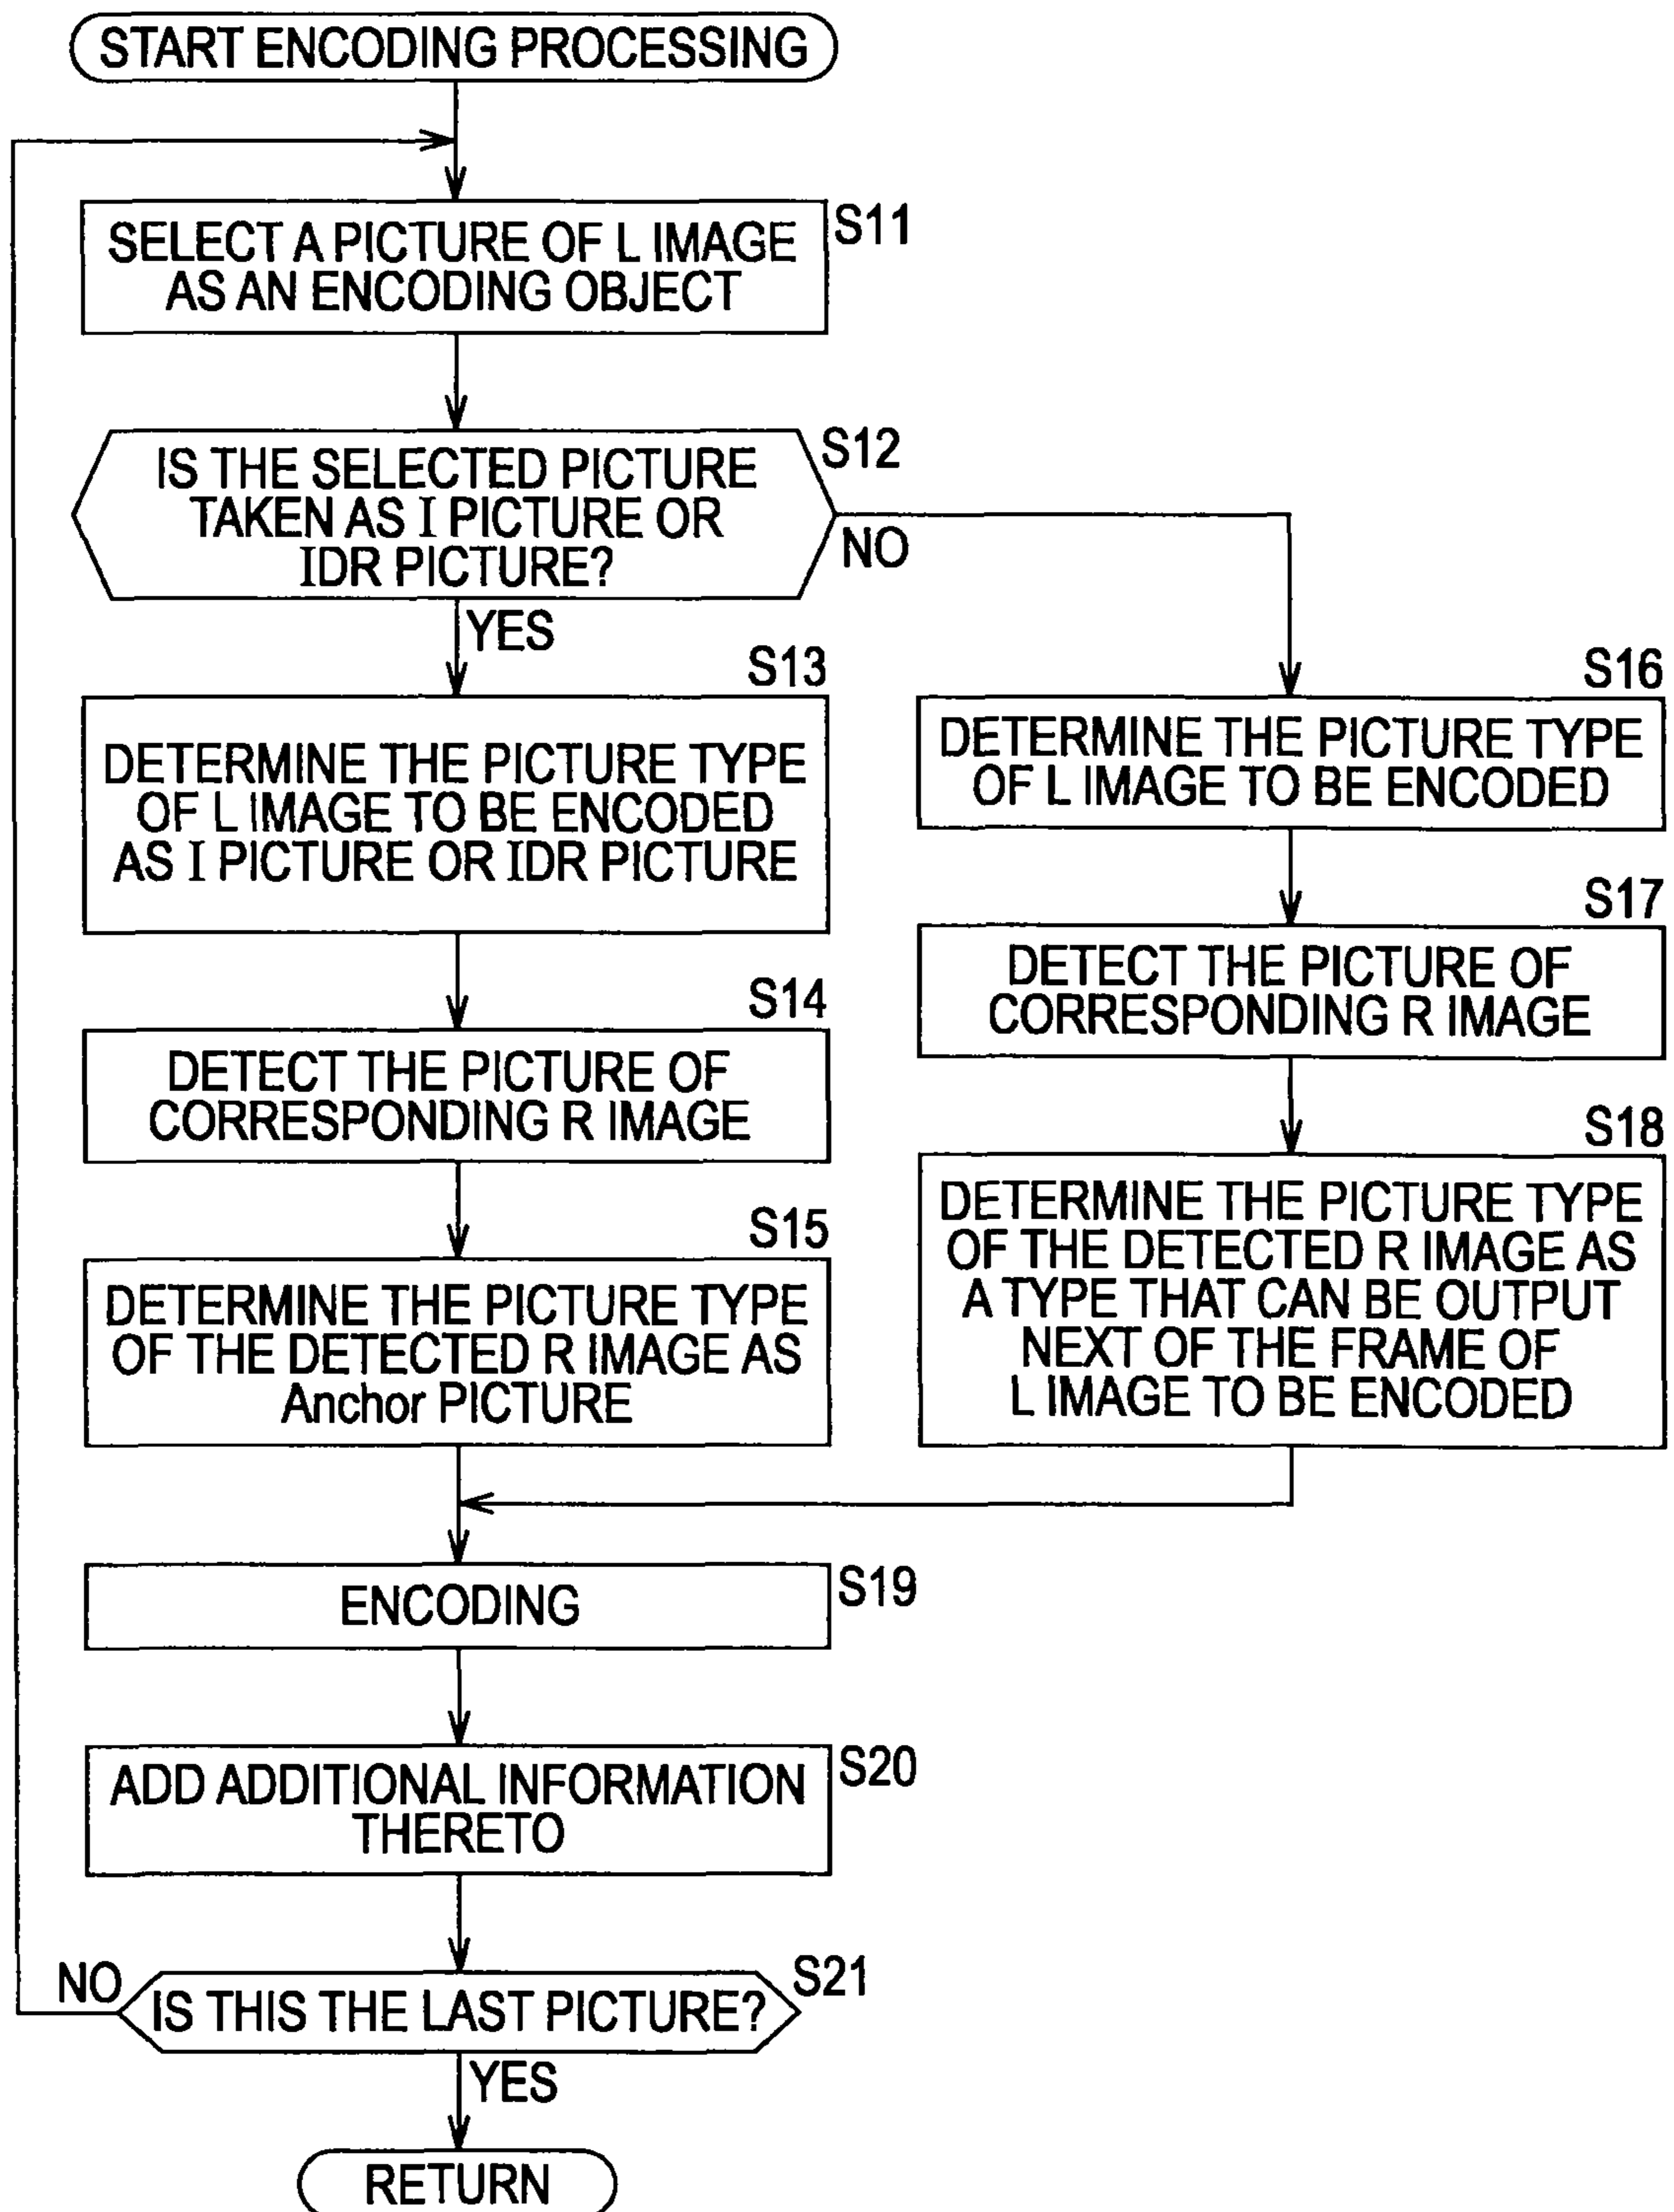 START ENCODING PROCESSING
S11
SELECT A PICTURE OF L IMAGE
AS AN ENCODING OBJECT
S12
IS THE SELECTED PICTURE
TAKEN AS I PICTURE OR
IDR PICTURE?
NO
YES
S13
DETERMINE THE PICTURE TYPE
OF L IMAGE TO BE ENCODED
AS I PICTURE OR IDR PICTURE
S14
DETECT THE PICTURE OF
CORRESPONDING R IMAGE
S15
DETERMINE THE PICTURE TYPE
OF THE DETECTED R IMAGE AS
Anchor PICTURE
S16
DETERMINE THE PICTURE TYPE
OF L IMAGE TO BE ENCODED
S17
DETECT THE PICTURE OF
CORRESPONDING R IMAGE
S18
DETERMINE THE PICTURE TYPE
OF THE DETECTED R IMAGE AS
A TYPE THAT CAN BE OUTPUT
NEXT OF THE FRAME OF
L IMAGE TO BE ENCODED
ENCODING
S19
ADD ADDITIONAL INFORMATION
THERETO
S20
NO
IS THIS THE LAST PICTURE?
S21
YES
RETURN